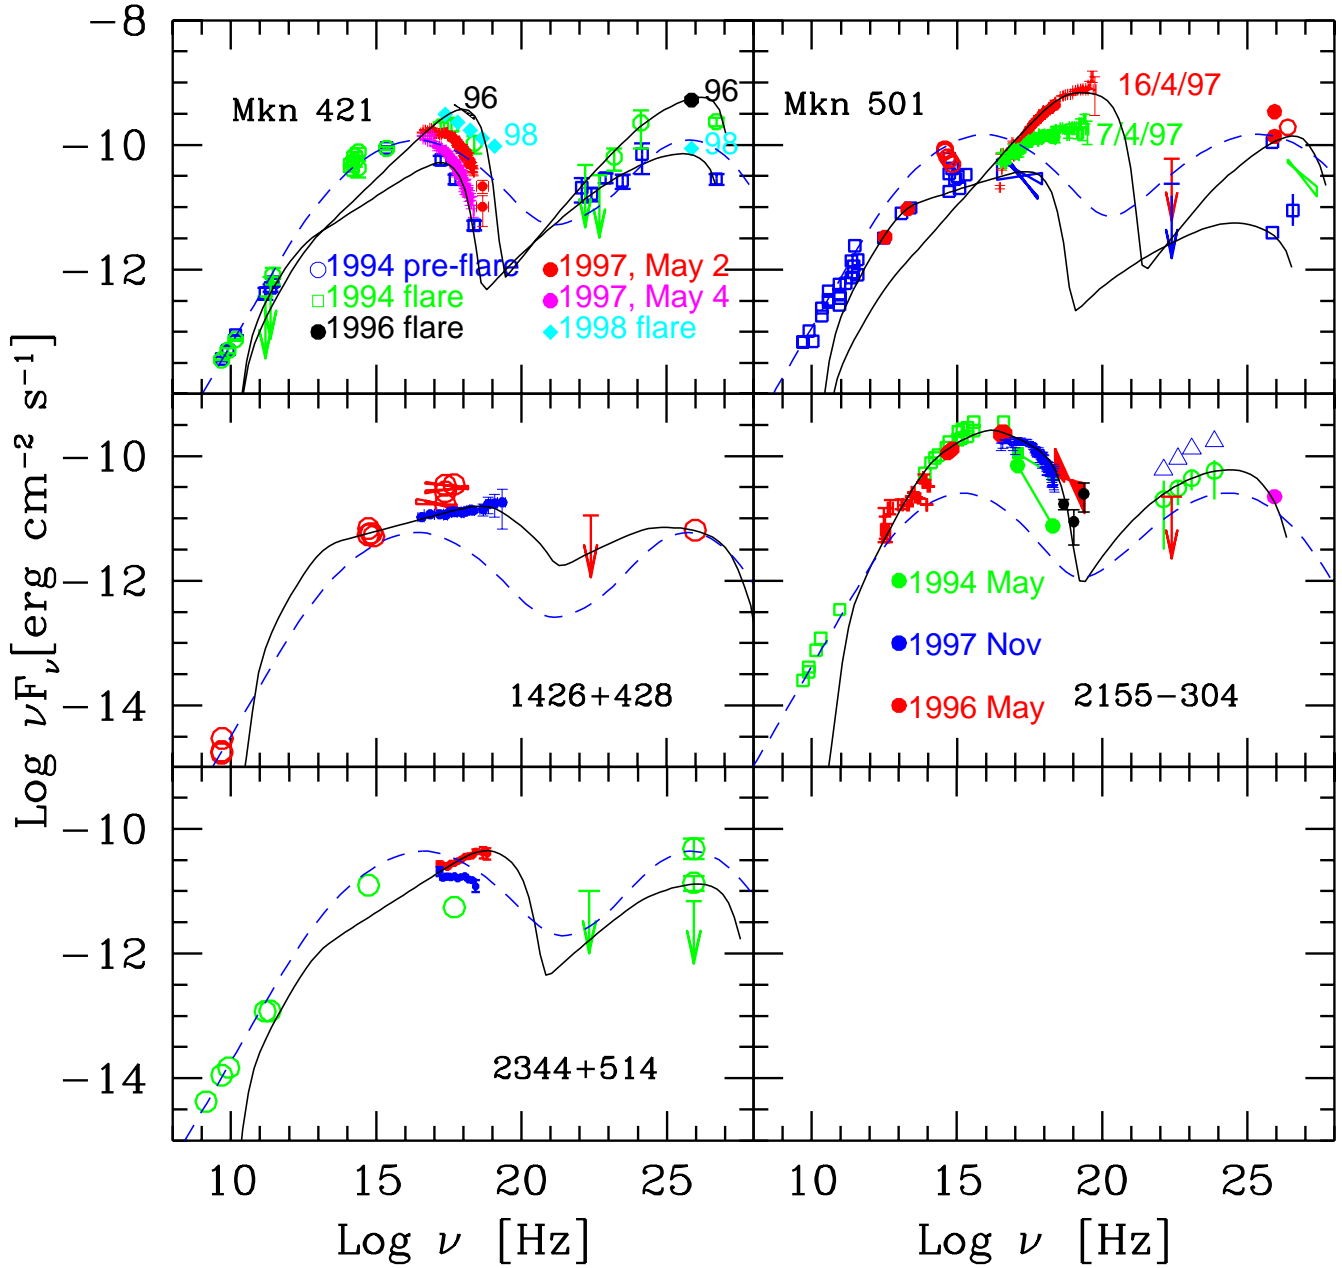 −8
−10
−12
−10
−12
−14
−10
−12
−14
Log νFν[erg cm−2 s−1]
Mkn 421
96
98
96
98
1994 pre-flare
1994 flare
1996 flare
1997, May 2
1997, May 4
1998 flare
Mkn 501
16/4/97
7/4/97
1426+428
1994 May
1997 Nov
1996 May
2155−304
2344+514
10 15 20 25
10 15 20 25
Log ν [Hz]
Log ν [Hz]